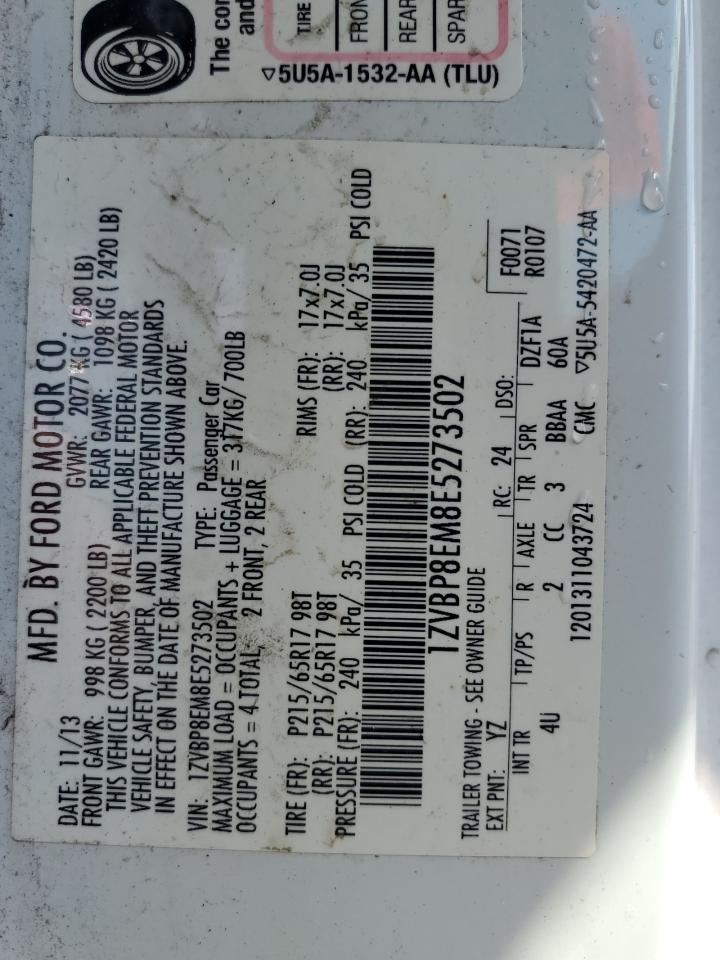 The con
and
TIRE
FRON
REAR
SPAR
▽5U5A-1532-AA (TLU)
MFD. BY FORD MOTOR CO.
DATE: 11/13 GVWR: 2077 KG ( 4580 LB)
FRONT GAWR: 998 KG ( 2200 LB) REAR GAWR: 1098 KG ( 2420 LB)
THIS VEHICLE CONFORMS TO ALL APPLICABLE FEDERAL MOTOR
VEHICLE SAFETY, BUMPER, AND THEFT PREVENTION STANDARDS
IN EFFECT ON THE DATE OF MANUFACTURE SHOWN ABOVE.
VIN: 1ZVBP8EM8E5273502 TYPE: Passenger Car
MAXIMUM LOAD = OCCUPANTS + LUGGAGE = 317KG/ 700LB
OCCUPANTS = 4 TOTAL, 2 FRONT, 2 REAR
TIRE (FR): P215/65R17 98T RIMS (FR): 17x7.0J
(RR): P215/65R17 98T (RR): 17x7.0J
PRESSURE (FR): 240 kPa/ 35 PSI COLD (RR): 240 kPa/ 35 PSI COLD
1ZVBP8EM8E5273502
TRAILER TOWING - SEE OWNER GUIDE
EXT PNT: YZ RC: 24 DSO: F0071
R0107
INT TR TP/PS R AXLE TR SPR DZF1A
4U 2 CC 3 BBAA 60A
1201311043724 CMC ▽5U5A-5420472-AA